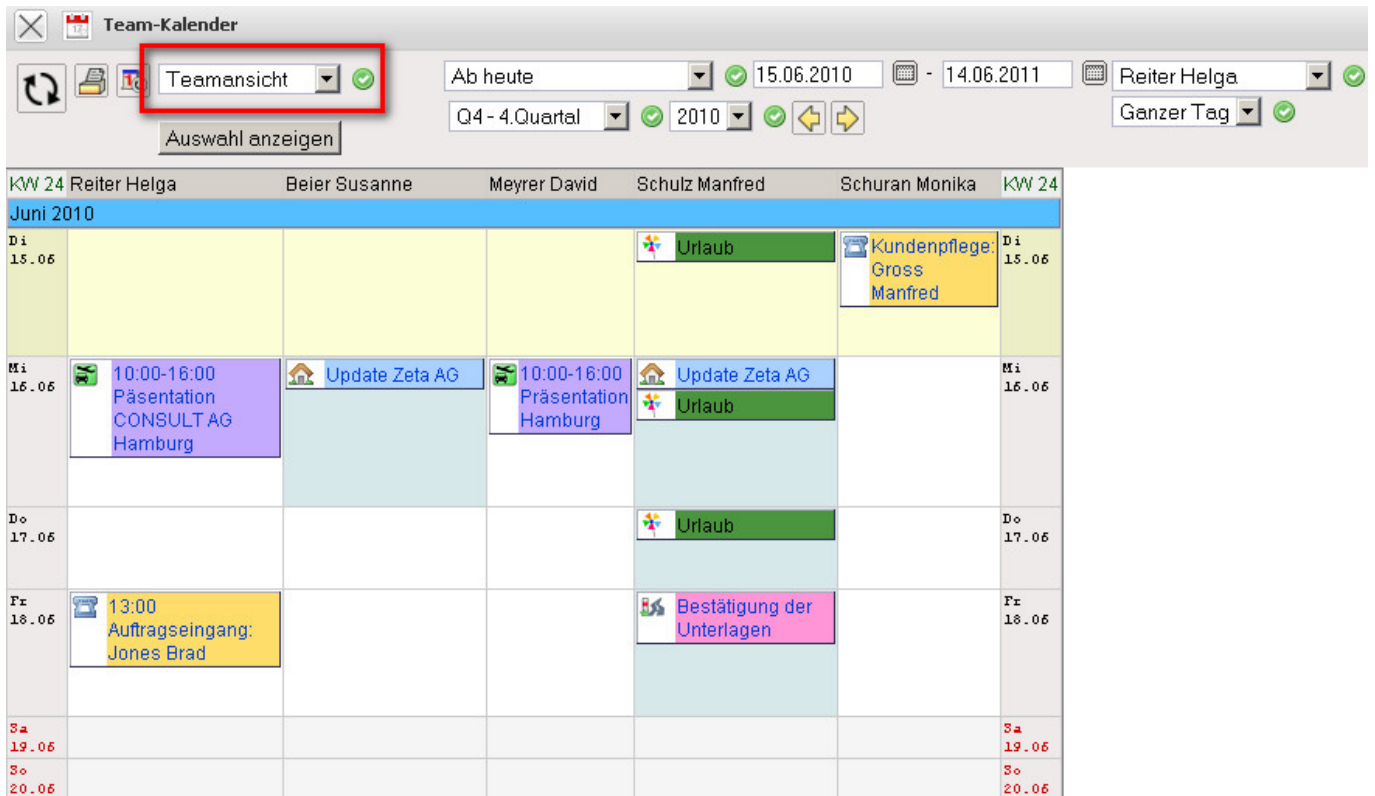 Team-Kalender
Teamansicht
Ab heute
15.06.2010
-
14.06.2011
Reiter Helga
Q4 - 4.Quartal
2010
Ganzer Tag
Auswahl anzeigen
KW 24 Reiter Helga Beier Susanne Meyrer David Schulz Manfred Schuran Monika KW 24
Juni 2010
Di
15.06
Urlaub
Kundenpflege:
Gross
Manfred
Di
15.06
Mi
16.06
10:00-16:00
Päsentation
CONSULT AG
Hamburg
Update Zeta AG
10:00-16:00
Präsentation
Hamburg
Update Zeta AG
Urlaub
Mi
16.06
Do
17.06
Urlaub
Do
17.06
Fr
18.06
13:00
Auftragseingang:
Jones Brad
Bestätigung der
Unterlagen
Fr
18.06
Sa
19.06
Sa
19.06
So
20.06
So
20.06